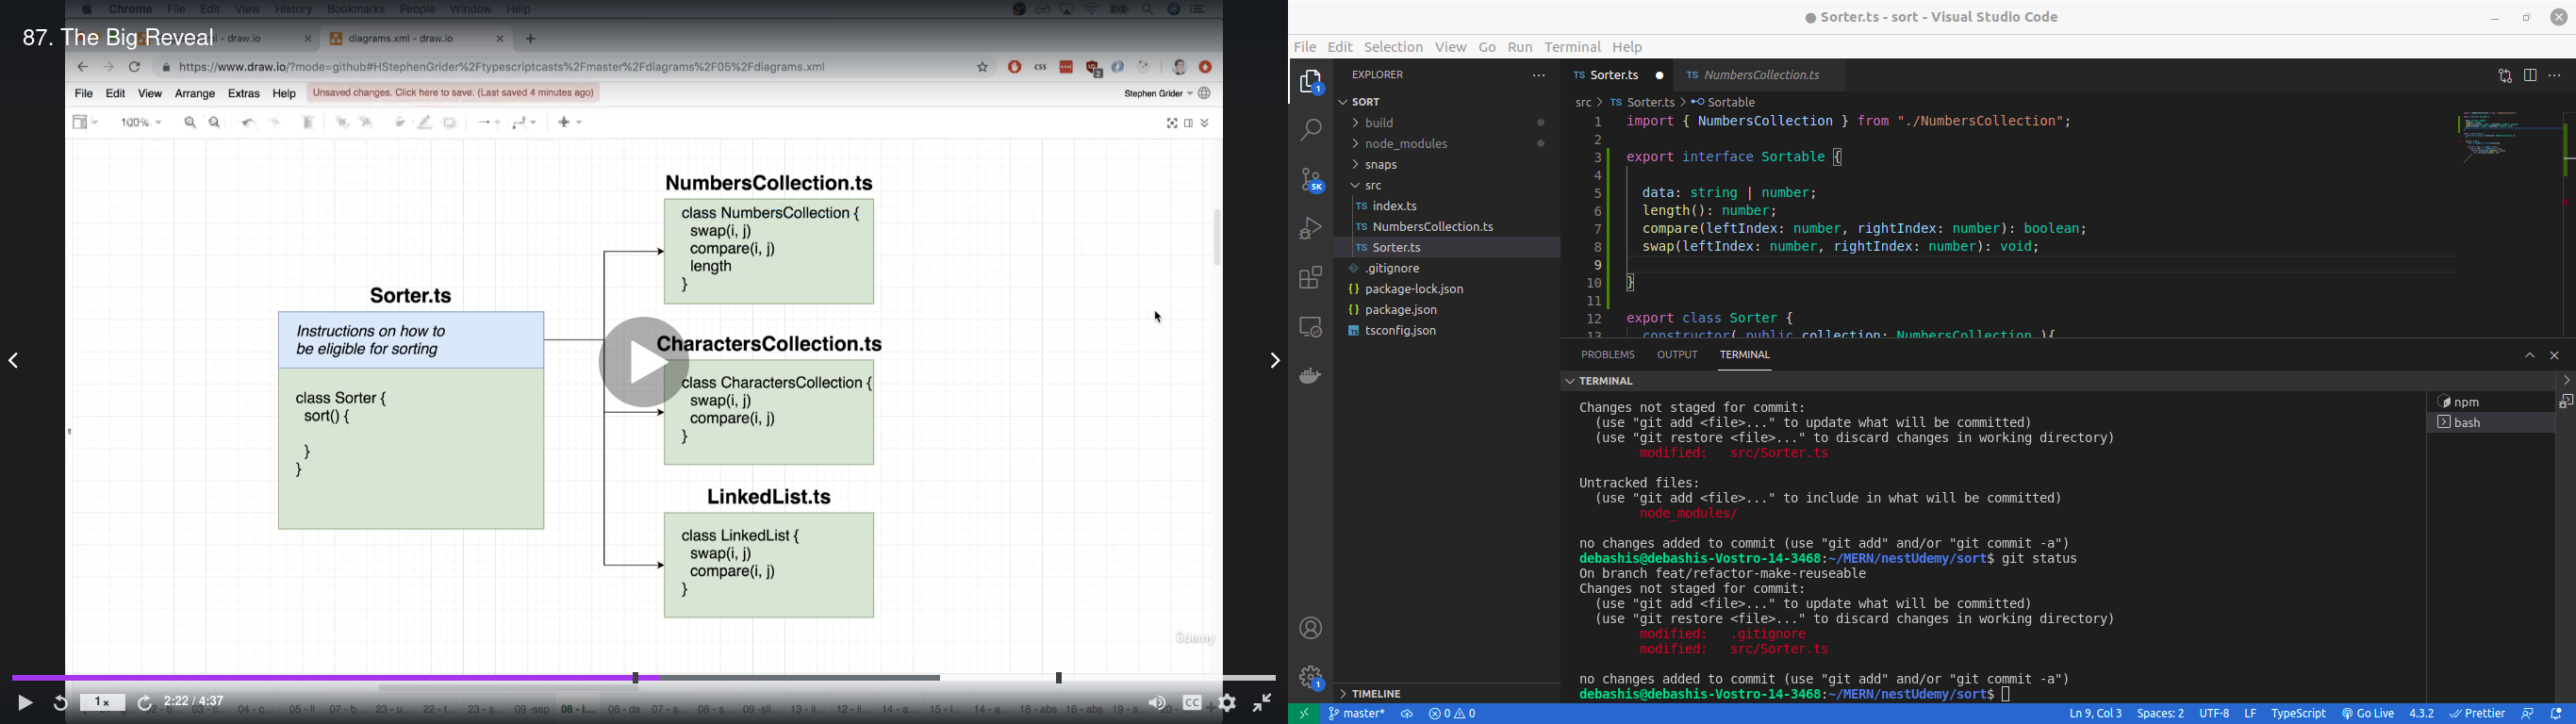 Chrome File Edit View History Bookmarks People Window Help
87. The Big Reveal
- draw.io
diagrams.xml - draw.io
https://www.draw.io/?mode=github#HStephenGrider%2Ftypescriptcasts%2Fmaster%2Fdiagrams%2F05%2Fdiagrams.xml
File Edit View Arrange Extras Help Unsaved changes. Click here to save. (Last saved 4 minutes ago) Stephen Grider
100%
NumbersCollection.ts
class NumbersCollection {
swap(i, j)
compare(i, j)
length
}
Sorter.ts
Instructions on how to
be eligible for sorting
class Sorter {
sort() {
}
}
CharactersCollection.ts
class CharactersCollection {
swap(i, j)
compare(i, j)
}
LinkedList.ts
class LinkedList {
swap(i, j)
compare(i, j)
}
ûdemy
1x 2:22 / 4:37 CC
Sorter.ts - sort - Visual Studio Code
File Edit Selection View Go Run Terminal Help
EXPLORER
SORT
build
node_modules
snaps
src
TS index.ts
TS NumbersCollection.ts
TS Sorter.ts
.gitignore
{} package-lock.json
{} package.json
tsconfig.json
TIMELINE
1
5K
1
TS Sorter.ts TS NumbersCollection.ts
src > TS Sorter.ts > Sortable
1 import { NumbersCollection } from "./NumbersCollection";
2
3 export interface Sortable {
4
5 data: string | number;
6 length(): number;
7 compare(leftIndex: number, rightIndex: number): boolean;
8 swap(leftIndex: number, rightIndex: number): void;
9
10 }
11
12 export class Sorter {
13 constructor( public collection: NumbersCollection ){
PROBLEMS OUTPUT TERMINAL
TERMINAL
Changes not staged for commit:
(use "git add <file>..." to update what will be committed)
(use "git restore <file>..." to discard changes in working directory)
modified: src/Sorter.ts
Untracked files:
(use "git add <file>..." to include in what will be committed)
node_modules/
no changes added to commit (use "git add" and/or "git commit -a")
debashis@debashis-Vostro-14-3468:~/MERN/nestUdemy/sort$ git status
On branch feat/refactor-make-reuseable
Changes not staged for commit:
(use "git add <file>..." to update what will be committed)
(use "git restore <file>..." to discard changes in working directory)
modified: .gitignore
modified: src/Sorter.ts
no changes added to commit (use "git add" and/or "git commit -a")
debashis@debashis-Vostro-14-3468:~/MERN/nestUdemy/sort$
npm
bash
master* 0 0 Ln 9, Col 3 Spaces: 2 UTF-8 LF TypeScript Go Live 4.3.2 Prettier